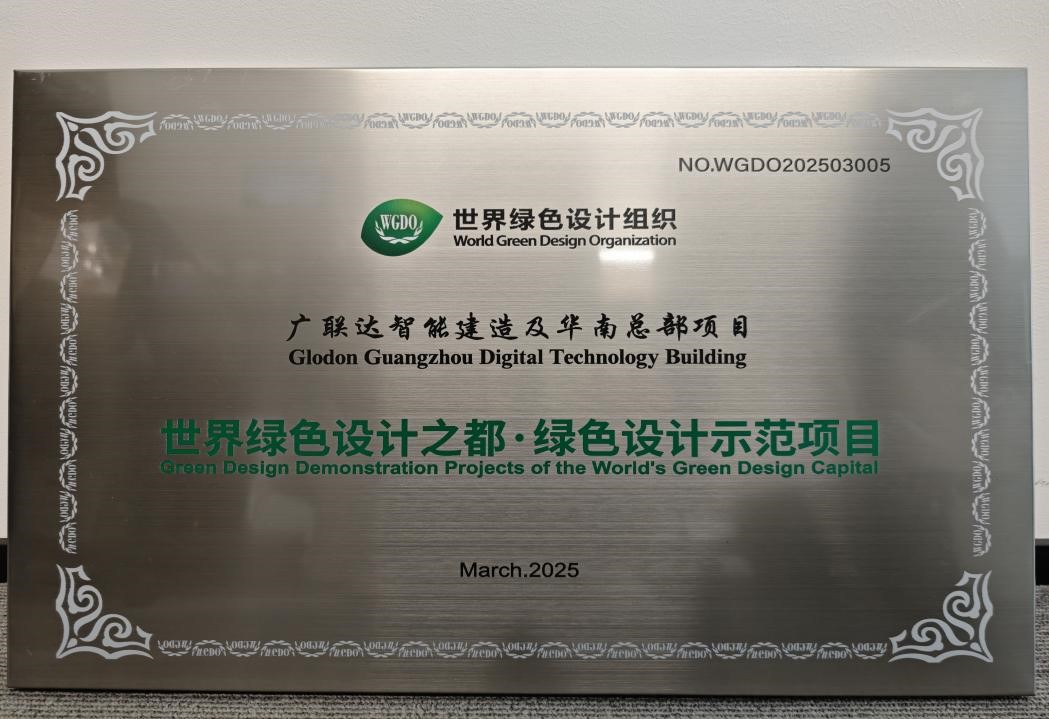 NO.WGDO202503005
WGDO
世界绿色设计组织
World Green Design Organization
广联达智能建造及华南总部项目
Glodon Guangzhou Digital Technology Building
世界绿色设计之都·绿色设计示范项目
Green Design Demonstration Projects of the World's Green Design Capital
March.2025